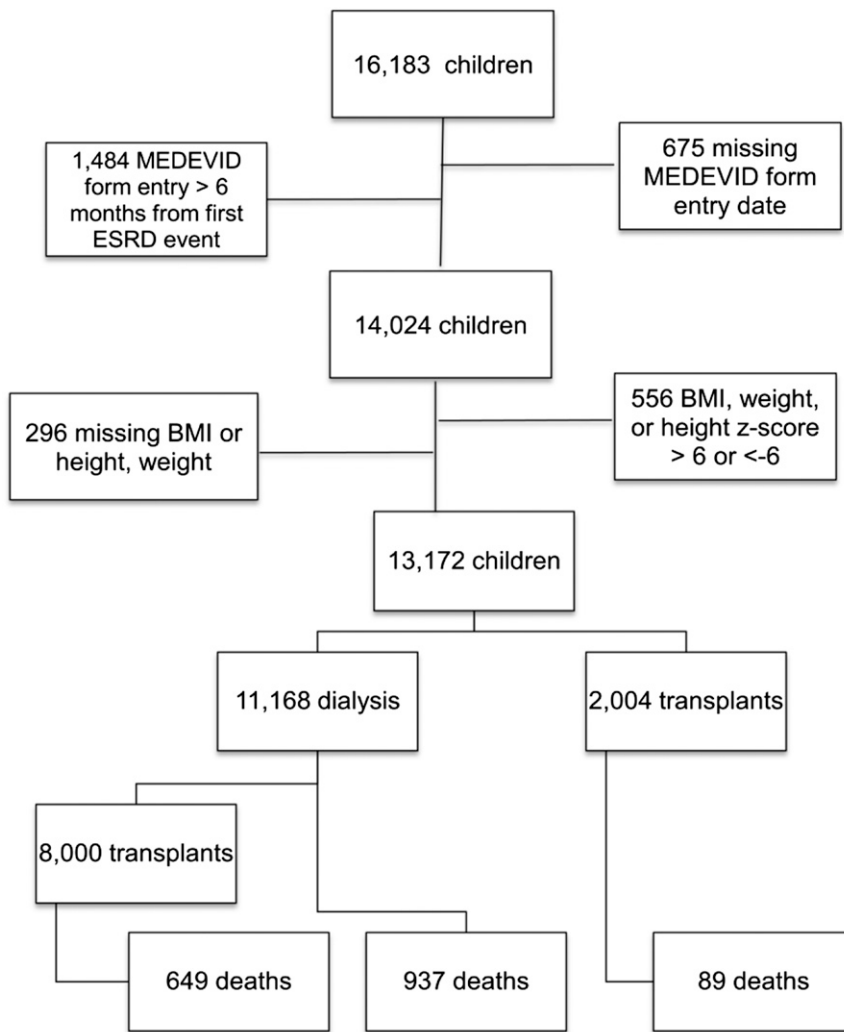 16,183 children
1,484 MEDEVID
form entry > 6
months from first
ESRD event
675 missing
MEDEVID form
entry date
14,024 children
296 missing BMI or
height, weight
556 BMI, weight,
or height z-score
> 6 or <-6
13,172 children
11,168 dialysis
2,004 transplants
8,000 transplants
649 deaths
937 deaths
89 deaths